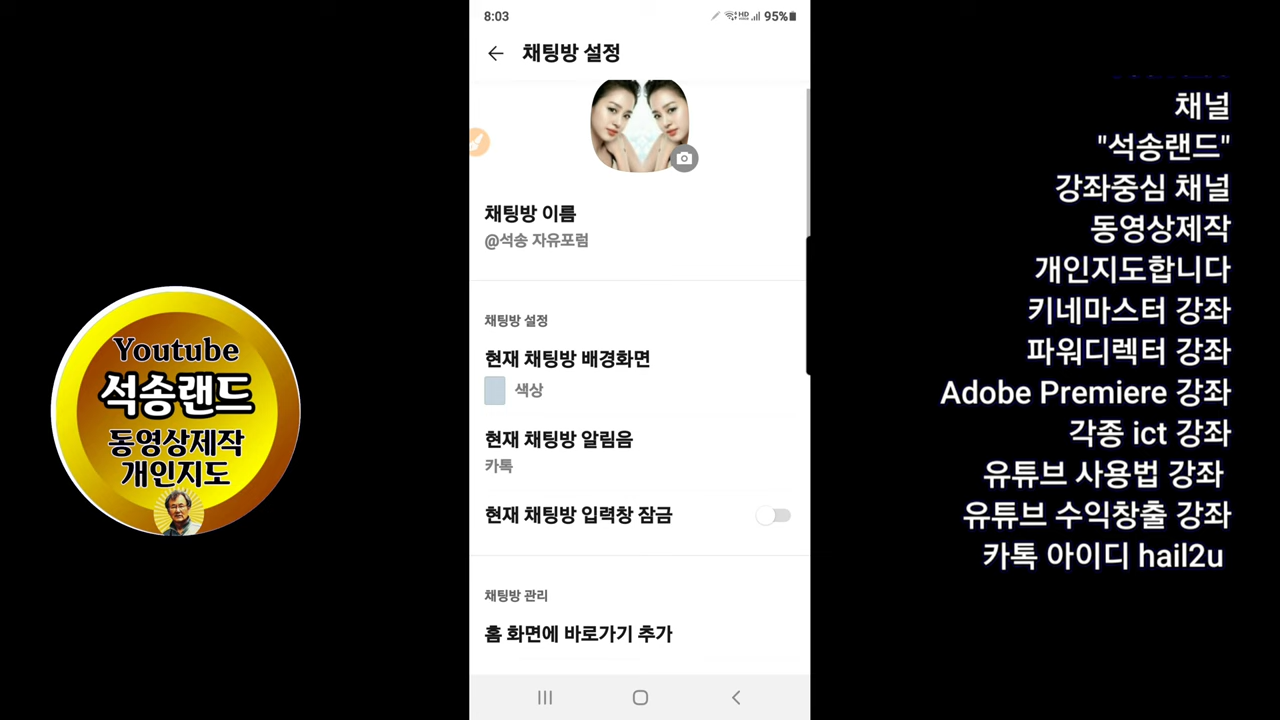 8:03
HD
95%
채팅방 설정
채팅방 이름
@석송 자유포럼
채팅방 설정
현재 채팅방 배경화면
색상
현재 채팅방 알림음
카톡
현재 채팅방 입력창 잠금
채팅방 관리
홈 화면에 바로가기 추가
Youtube
석송랜드
동영상제작
개인지도
채널
"석송랜드"
강좌중심 채널
동영상제작
개인지도합니다
키네마스터 강좌
파워디렉터 강좌
Adobe Premiere 강좌
각종 ict 강좌
유튜브 사용법 강좌
유튜브 수익창출 강좌
카톡 아이디 hail2u